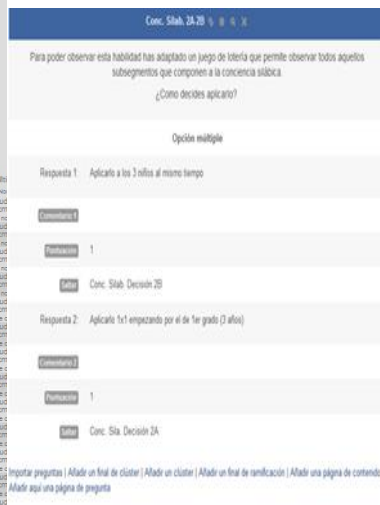 Conc. Silab. 2A-2B
Para poder observar esta habilidad has adaptado un juego de lotería que permite observar todos aquellos
subsegmentos que componen a la conciencia silábica.
¿Como decides aplicarlo?
Opción múltiple
Respuesta 1: Aplicarlo a los 3 niños al mismo tiempo
Comentario 1
Puntuación 1
Saltar Conc. Silab. Decisión 2B
Respuesta 2: Aplicarlo 1x1 empezando por el de 1er grado (3 años)
Comentario 2
Puntuación 1
Saltar Conc. Sila. Decisión 2A
Importar preguntas | Añadir un final de clúster | Añadir un clúster | Añadir un final de ramificación | Añadir una página de contenido
Añadir aquí una página de pregunta